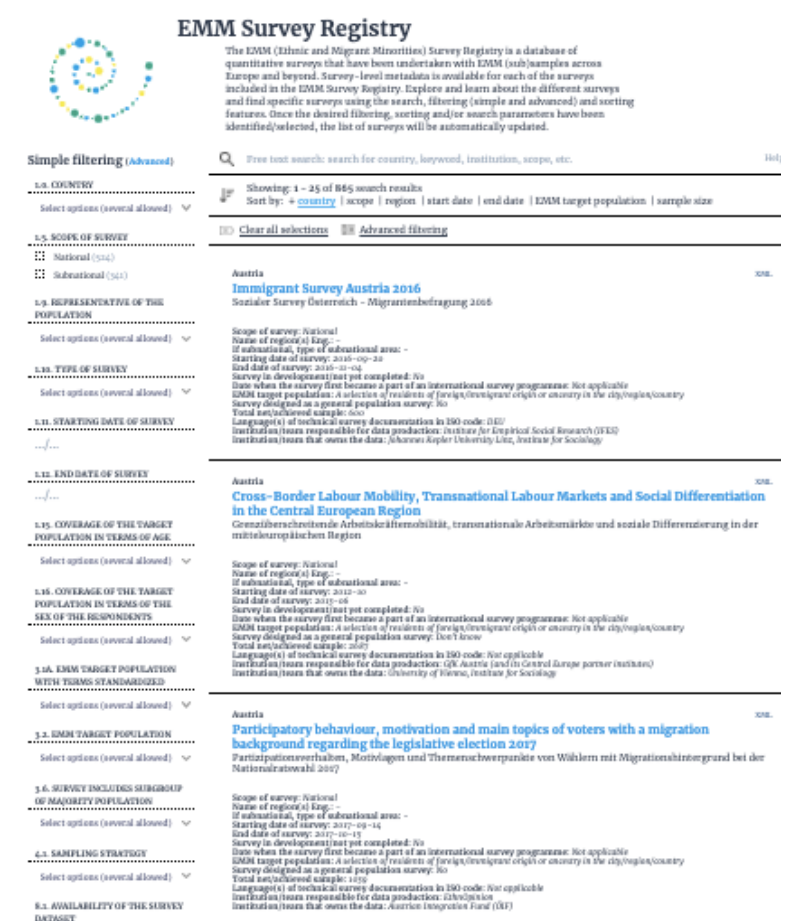 EMM Survey Registry
The EMM (Ethnic and Migrant Minorities) Survey Registry is a database of
quantitative surveys that have been undertaken with EMM (sub)samples across
Europe and beyond. Survey-level metadata is available for each of the surveys
included in the EMM Survey Registry. Explore and learn about the different surveys
and find specific surveys using the search, filtering (simple and advanced) and sorting
features. Once the desired filtering, sorting and/or search parameters have been
identified/selected, the list of surveys will be automatically updated.
Simple filtering (Advanced)
1.0. COUNTRY
Select options (several allowed)
1.5. SCOPE OF SURVEY
National (524)
Subnational (341)
1.9. REPRESENTATIVE OF THE
POPULATION
Select options (several allowed)
1.10. TYPE OF SURVEY
Select options (several allowed)
1.11. STARTING DATE OF SURVEY
.../...
1.12. END DATE OF SURVEY
.../...
1.15. COVERAGE OF THE TARGET
POPULATION IN TERMS OF AGE
Select options (several allowed)
1.16. COVERAGE OF THE TARGET
POPULATION IN TERMS OF THE
SEX OF THE RESPONDENTS
Select options (several allowed)
3.1A. EMM TARGET POPULATION
WITH TERMS STANDARDIZED
Select options (several allowed)
3.2. EMM TARGET POPULATION
Select options (several allowed)
3.6. SURVEY INCLUDES SUBGROUP
OF MAJORITY POPULATION
Select options (several allowed)
4.1. SAMPLING STRATEGY
Select options (several allowed)
8.1. AVAILABILITY OF THE SURVEY
DATASET
Free text search: search for country, keyword, institution, scope, etc.
Showing: 1 - 25 of 865 search results
Sort by: country | scope | region | start date | end date | EMM target population | sample size
Clear all selections Advanced filtering
Austria XML
Immigrant Survey Austria 2016
Sozialer Survey Österreich - Migrantenbefragung 2016
Scope of survey: National
Name of region(s) Eng.: -
If subnational, type of subnational area: -
Starting date of survey: 2016-09-20
End date of survey: 2016-11-04
Survey in development/not yet completed: No
Date when the survey first became a part of an international survey programme: Not applicable
EMM target population: A selection of residents of foreign/immigrant origin or ancestry in the city/region/country
Survey designed as a general population survey: No
Total net/achieved sample: 600
Language(s) of technical survey documentation in ISO code: DEU
Institution/team responsible for data production: Institute for Empirical Social Research (IFES)
Institution/team that owns the data: Johannes Kepler University Linz, Institute for Sociology
Austria XML
Cross-Border Labour Mobility, Transnational Labour Markets and Social Differentiation
in the Central European Region
Grenzüberschreitende Arbeitskräftemobilität, transnationale Arbeitsmärkte und soziale Differenzierung in der
mitteleuropäischen Region
Scope of survey: National
Name of region(s) Eng.: -
If subnational, type of subnational area: -
Starting date of survey: 2012-10
End date of survey: 2013-06
Survey in development/not yet completed: No
Date when the survey first became a part of an international survey programme: Not applicable
EMM target population: A selection of residents of foreign/immigrant origin or ancestry in the city/region/country
Survey designed as a general population survey: Don't know
Total net/achieved sample: 2687
Language(s) of technical survey documentation in ISO code: Not applicable
Institution/team responsible for data production: GfK Austria (and its Central Europe partner institutes)
Institution/team that owns the data: University of Vienna, Institute for Sociology
Austria XML
Participatory behaviour, motivation and main topics of voters with a migration
background regarding the legislative election 2017
Partizipationsverhalten, Motivlagen und Themenschwerpunkte von Wählern mit Migrationshintergrund bei der
Nationalratswahl 2017
Scope of survey: National
Name of region(s) Eng.: -
If subnational, type of subnational area: -
Starting date of survey: 2017-09-14
End date of survey: 2017-10-15
Survey in development/not yet completed: No
Date when the survey first became a part of an international survey programme: Not applicable
EMM target population: A selection of residents of foreign/immigrant origin or ancestry in the city/region/country
Survey designed as a general population survey: No
Total net/achieved sample:
Language(s) of technical survey documentation in ISO code: Not applicable
Institution/team responsible for data production: EthnOpinion
Institution/team that owns the data: Austrian Integration Fund (ÖIF)